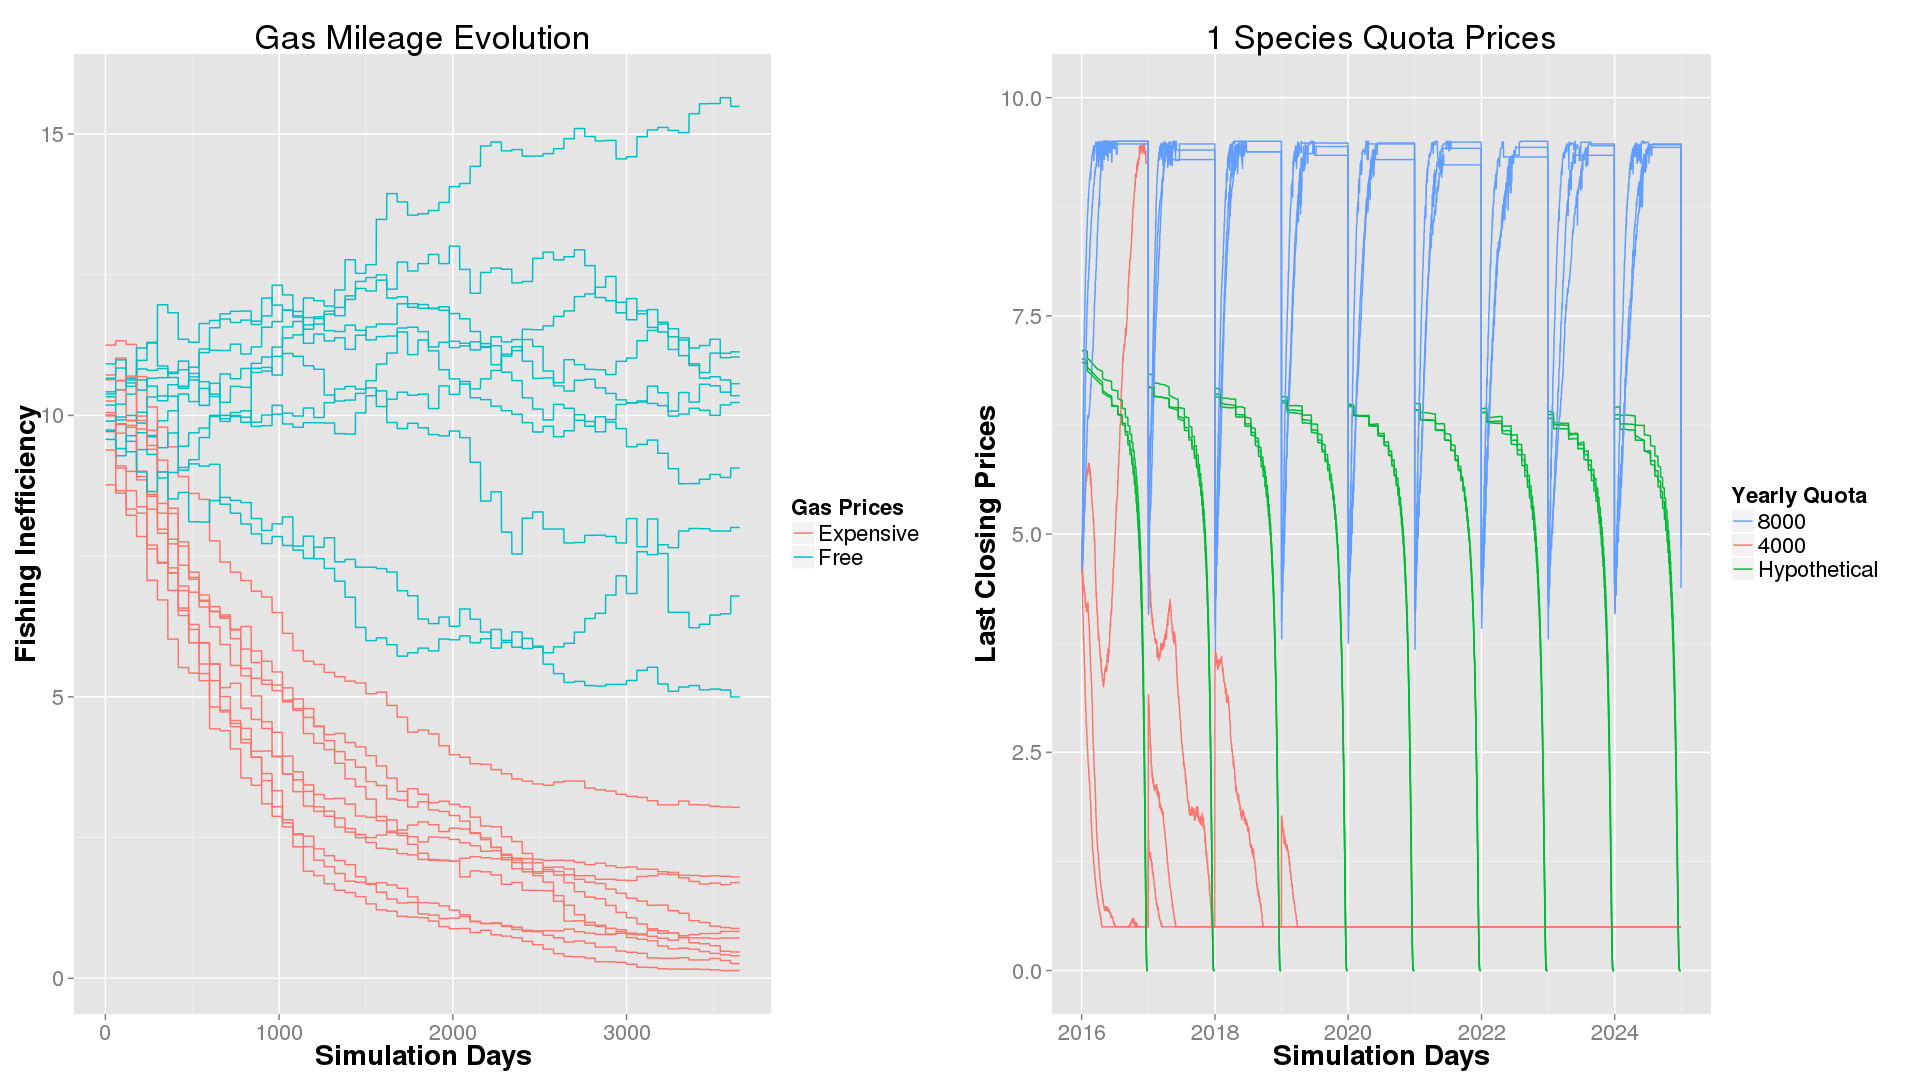 Gas Mileage Evolution
15
10
5
0
Fishing Inefficiency
0 1000 2000 3000
Simulation Days
Gas Prices
Expensive
Free
1 Species Quota Prices
10.0
7.5
5.0
2.5
0.0
Last Closing Prices
2016 2018 2020 2022 2024
Simulation Days
Yearly Quota
8000
4000
Hypothetical